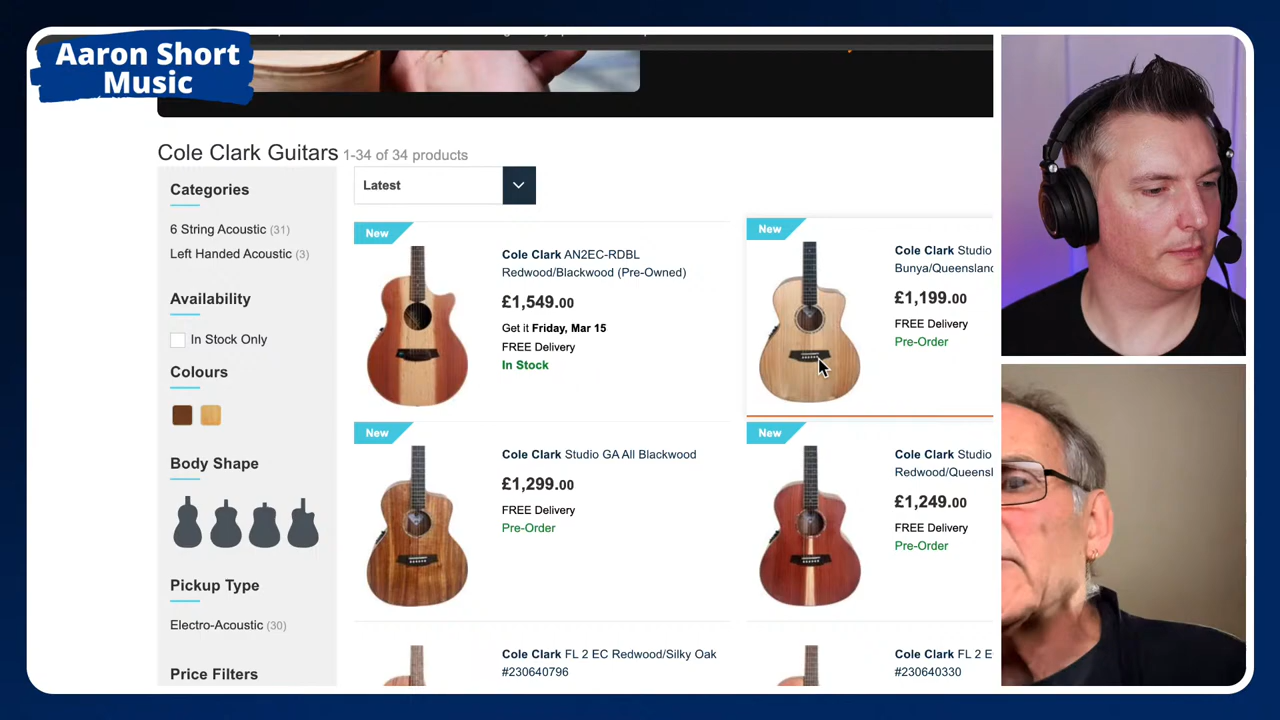 Aaron Short
Music
Cole Clark Guitars 1-34 of 34 products
Categories
6 String Acoustic (31)
Left Handed Acoustic (3)
Availability
In Stock Only
Colours
Body Shape
Pickup Type
Electro-Acoustic (30)
Price Filters
Latest
New
Cole Clark AN2EC-RDBL
Redwood/Blackwood (Pre-Owned)
£1,549.00
Get it Friday, Mar 15
FREE Delivery
In Stock
New
Cole Clark Studio
Bunya/Queensland
£1,199.00
FREE Delivery
Pre-Order
New
Cole Clark Studio GA All Blackwood
£1,299.00
FREE Delivery
Pre-Order
New
Cole Clark Studio
Redwood/Queensl
£1,249.00
FREE Delivery
Pre-Order
Cole Clark FL 2 EC Redwood/Silky Oak
#230640796
Cole Clark FL 2 E
#230640330